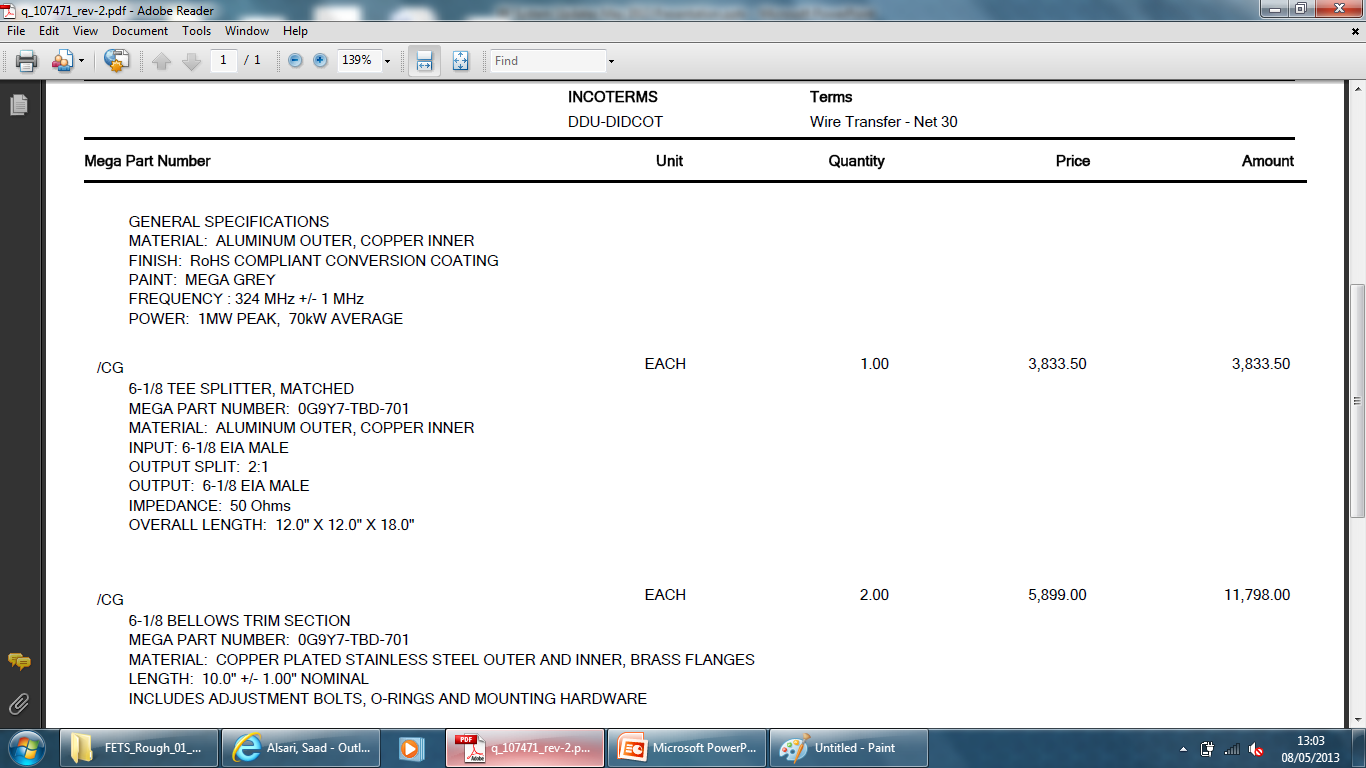 q_107471_rev-2.pdf - Adobe Reader
File Edit View Document Tools Window Help
1 / 1 139% Find
INCOTERMS Terms
DDU-DIDCOT Wire Transfer - Net 30
Mega Part Number Unit Quantity Price Amount
GENERAL SPECIFICATIONS
MATERIAL: ALUMINUM OUTER, COPPER INNER
FINISH: RoHS COMPLIANT CONVERSION COATING
PAINT: MEGA GREY
FREQUENCY : 324 MHz +/- 1 MHz
POWER: 1MW PEAK, 70kW AVERAGE
/CG EACH 1.00 3,833.50 3,833.50
6-1/8 TEE SPLITTER, MATCHED
MEGA PART NUMBER: 0G9Y7-TBD-701
MATERIAL: ALUMINUM OUTER, COPPER INNER
INPUT: 6-1/8 EIA MALE
OUTPUT SPLIT: 2:1
OUTPUT: 6-1/8 EIA MALE
IMPEDANCE: 50 Ohms
OVERALL LENGTH: 12.0" X 12.0" X 18.0"
/CG EACH 2.00 5,899.00 11,798.00
6-1/8 BELLOWS TRIM SECTION
MEGA PART NUMBER: 0G9Y7-TBD-701
MATERIAL: COPPER PLATED STAINLESS STEEL OUTER AND INNER, BRASS FLANGES
LENGTH: 10.0" +/- 1.00" NOMINAL
INCLUDES ADJUSTMENT BOLTS, O-RINGS AND MOUNTING HARDWARE
FETS_Rough_01_... Alsari, Saad - Outl... q_107471_rev-2.p... Microsoft PowerP... Untitled - Paint 13:03
08/05/2013